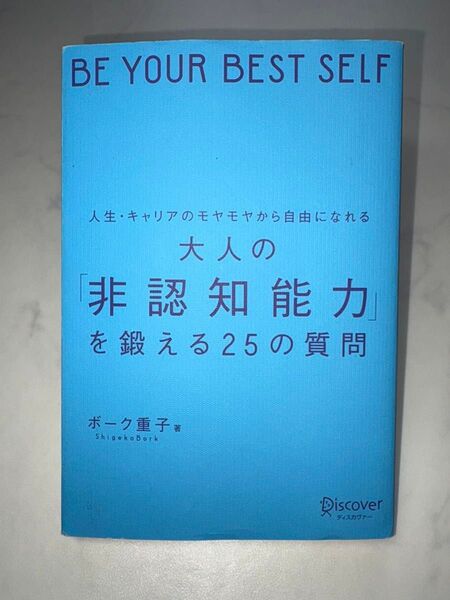 BE YOUR BEST SELF
人生・キャリアのモヤモヤから自由になれる
大人の
「非認知能力」
を鍛える25の質問
ボーク重子 著
ShigekoBork
Discover
ディスカヴァー